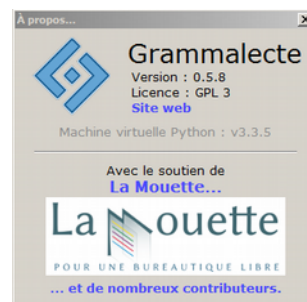 À propos...
Grammalecte
Version : 0.5.8
Licence : GPL 3
Site web
Machine virtuelle Python : v3.3.5
Avec le soutien de
La Mouette...
La Mouette
POUR UNE BUREAUTIQUE LIBRE
... et de nombreux contributeurs.